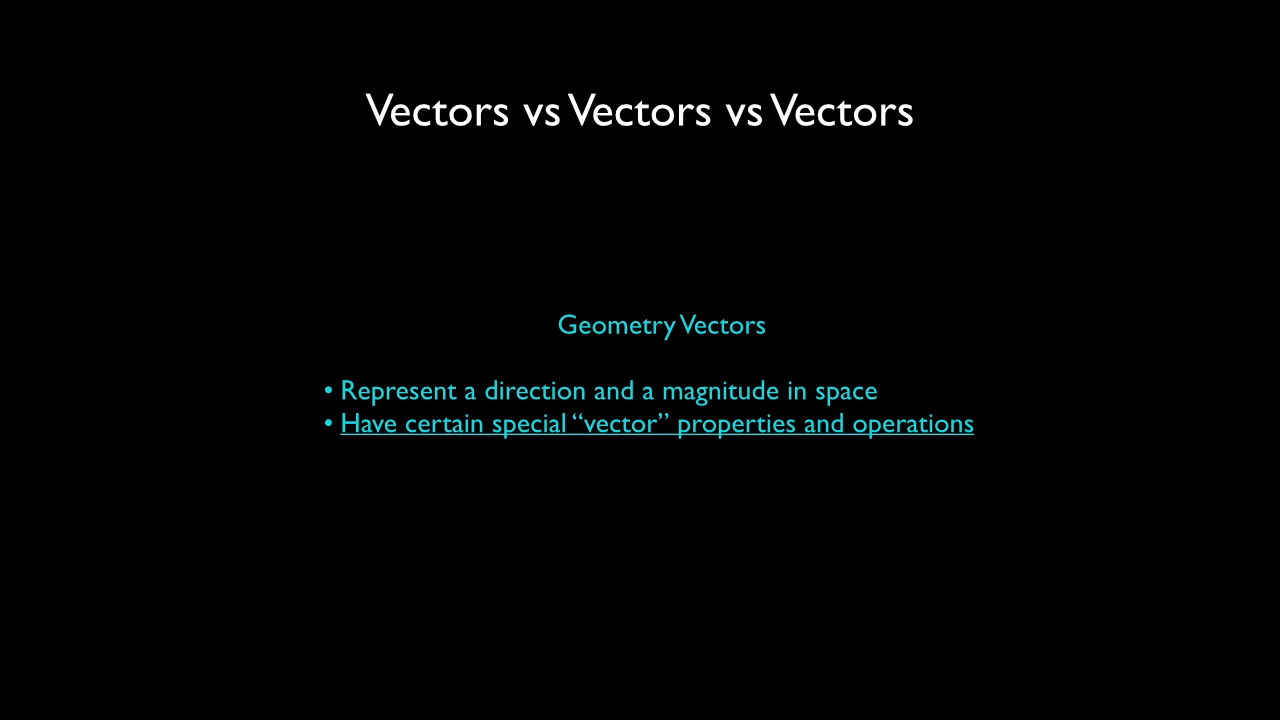 Vectors vs Vectors vs Vectors
Geometry Vectors
• Represent a direction and a magnitude in space
• Have certain special “vector” properties and operations